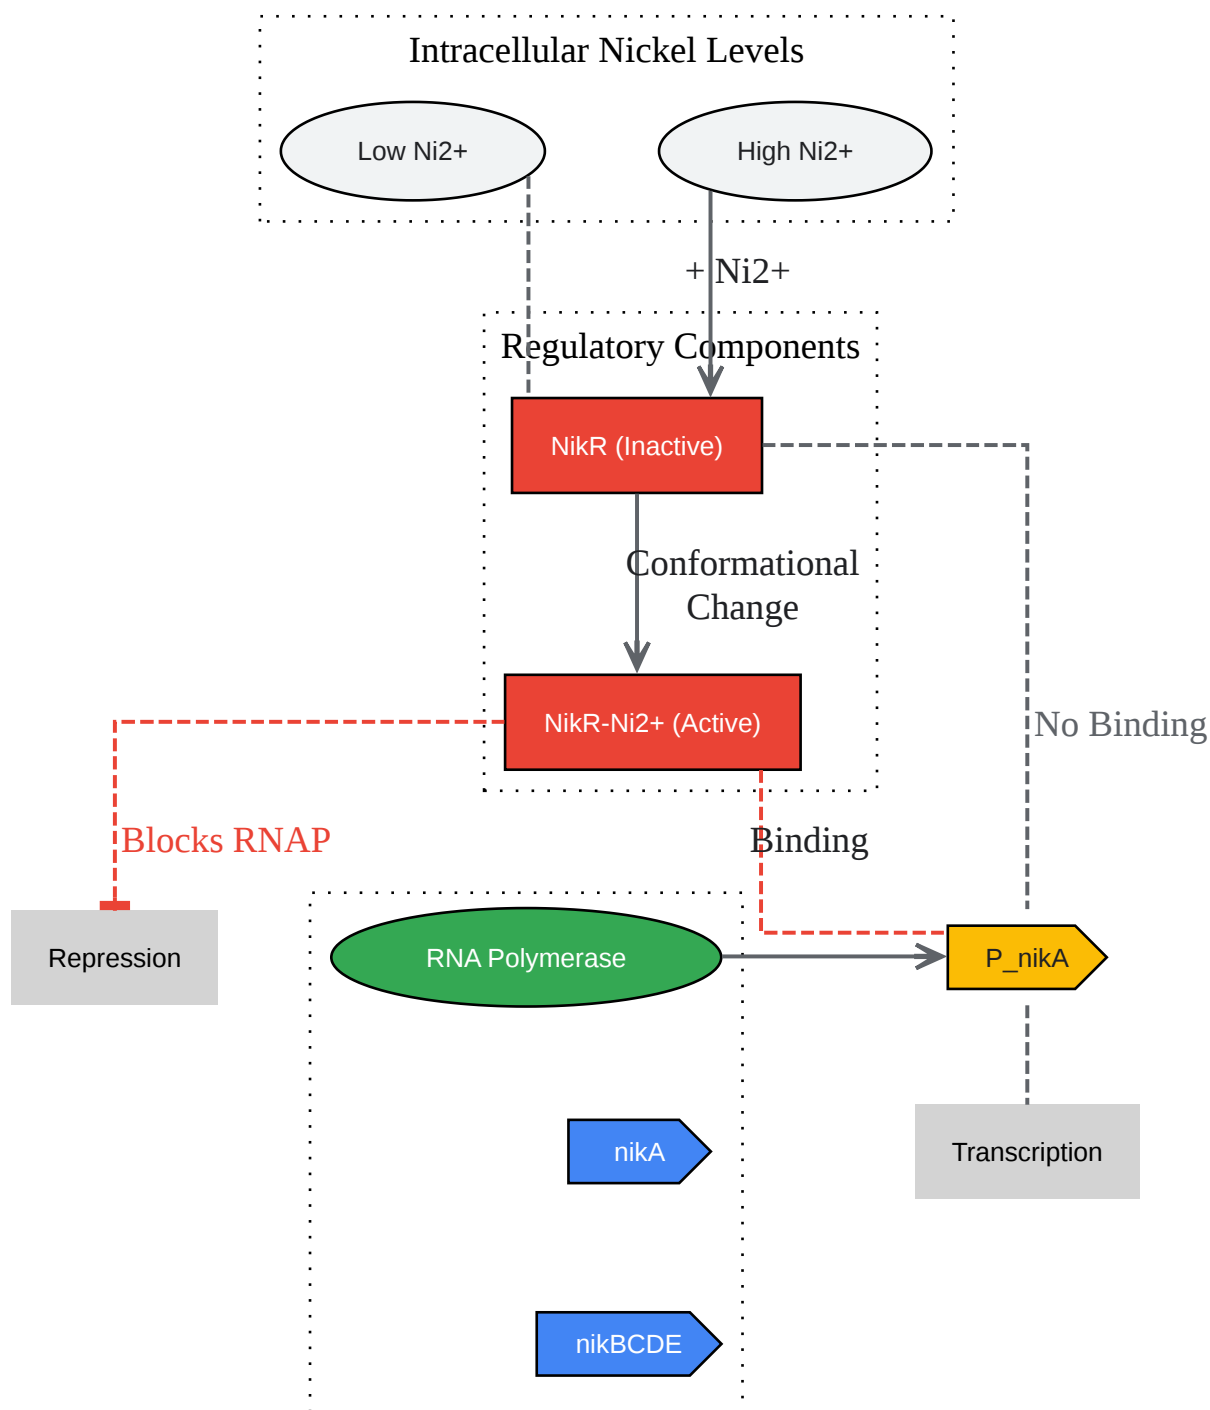 Intracellular Nickel Levels
Low Ni2+
High Ni2+
+ Ni2+
Regulatory Components
NikR (Inactive)
Conformational
Change
NikR-Ni2+ (Active)
No Binding
Blocks RNAP
Binding
Repression
RNA Polymerase
P_nikA
nikA
Transcription
nikBCDE